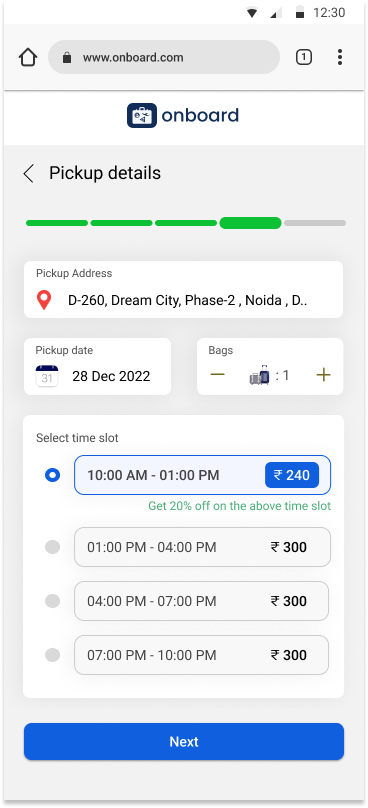 12:30
www.onboard.com
1
onboard
Pickup details
Pickup Address
D-260, Dream City, Phase-2 , Noida , D..
Pickup date
31
28 Dec 2022
Bags
: 1
Select time slot
10:00 AM - 01:00 PM ₹ 240
Get 20% off on the above time slot
01:00 PM - 04:00 PM ₹ 300
04:00 PM - 07:00 PM ₹ 300
07:00 PM - 10:00 PM ₹ 300
Next